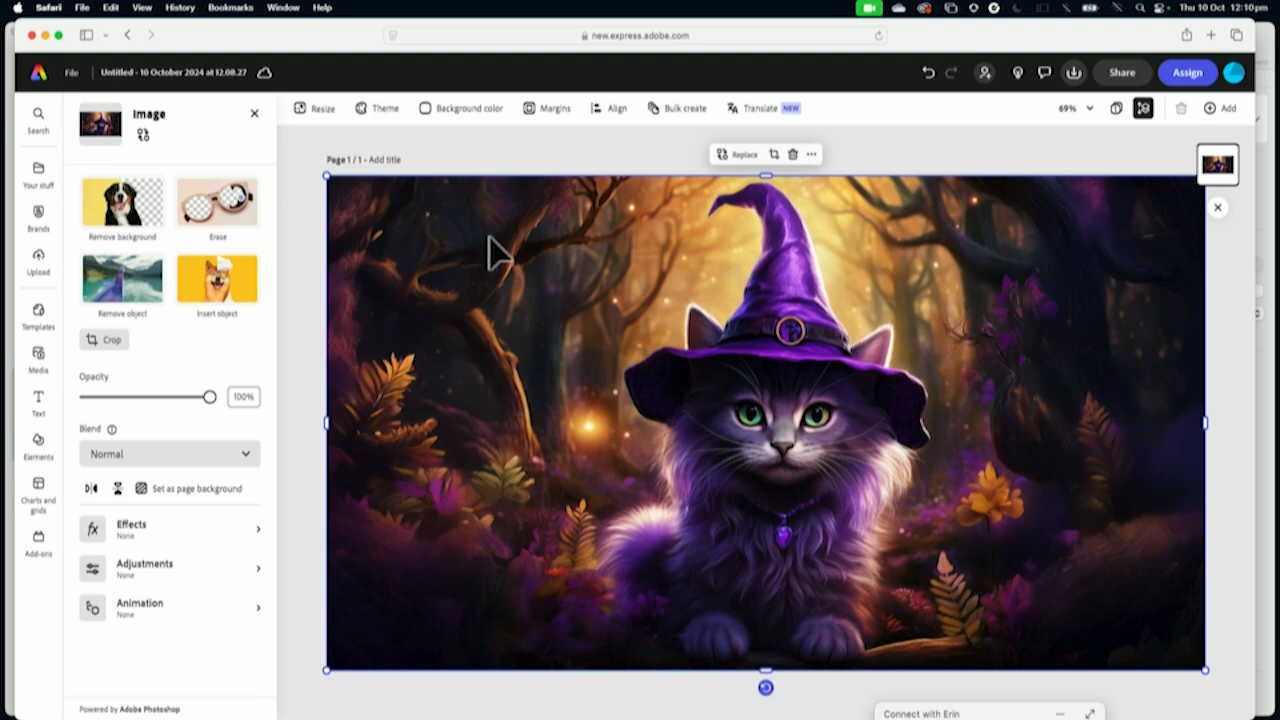 Safari File Edit View History Bookmarks Window Help Thu 10 Oct 12:10pm
new.express.adobe.com
File Untitled - 10 October 2024 at 12.08.27 Share Assign
Resize Theme Background color Margins Align Bulk create Translate NEW 69% Add
Search
Your stuff
Brands
Upload
Templates
Media
Text
Elements
Charts and
grids
Add-ons
Image
Remove background Erase
Remove object Insert object
Crop
Opacity
100%
Blend
Normal
Set as page background
fx Effects
None
Adjustments
None
Animation
None
Powered by Adobe Photoshop
Page 1 / 1 - Add title
Replace
Connect with Erin